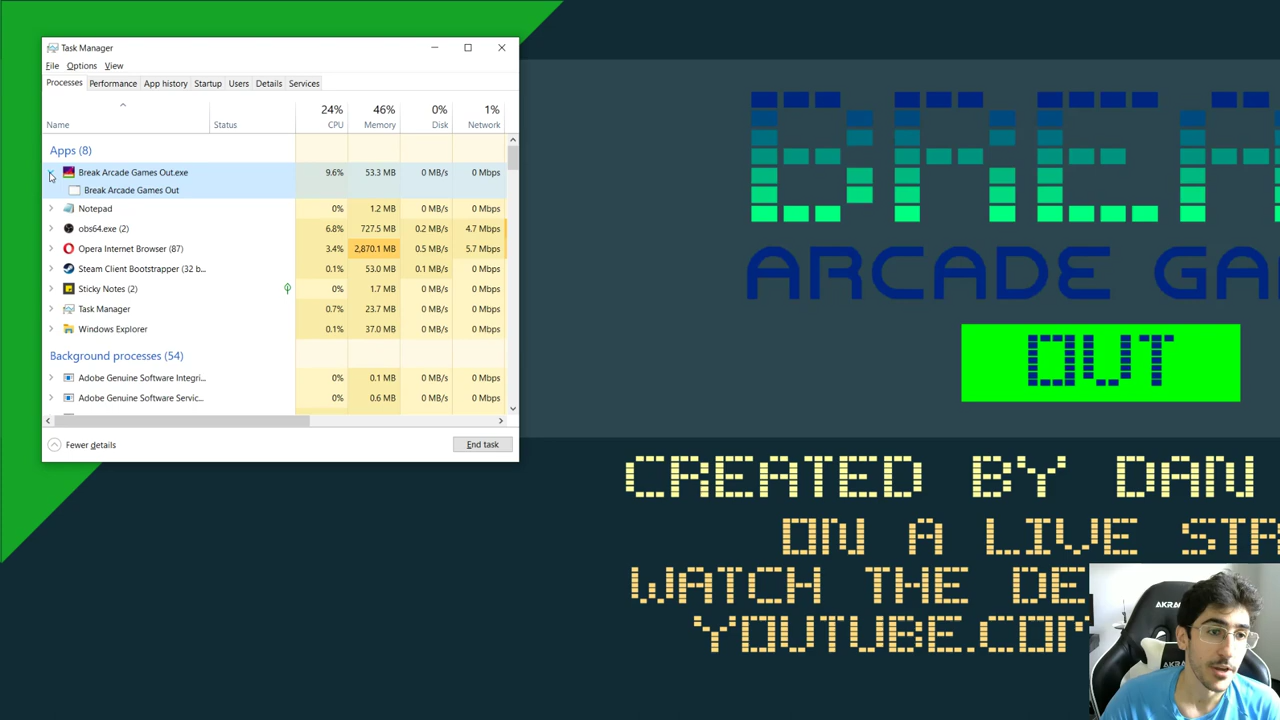 Task Manager
File Options View
Processes Performance App history Startup Users Details Services
24% 46% 0% 1%
Name Status CPU Memory Disk Network
Apps (8)
Break Arcade Games Out.exe 9.6% 53.3 MB 0 MB/s 0 Mbps
Break Arcade Games Out
Notepad 0% 1.2 MB 0 MB/s 0 Mbps
obs64.exe (2) 6.8% 727.5 MB 0.2 MB/s 4.7 Mbps
Opera Internet Browser (87) 3.4% 2,870.1 MB 0.5 MB/s 5.7 Mbps
Steam Client Bootstrapper (32 b... 0.1% 53.0 MB 0.1 MB/s 0 Mbps
Sticky Notes (2) 0% 1.7 MB 0 MB/s 0 Mbps
Task Manager 0.7% 23.7 MB 0 MB/s 0 Mbps
Windows Explorer 0.1% 37.0 MB 0 MB/s 0 Mbps
Background processes (54)
Adobe Genuine Software Integri... 0% 0.1 MB 0 MB/s 0 Mbps
Adobe Genuine Software Servic... 0% 0.6 MB 0 MB/s 0 Mbps
Fewer details End task
BREA
ARCADE GA
OUT
CREATED BY DAN
ON A LIVE STR
WATCH THE DE
YOUTUBE.COM
AKRA